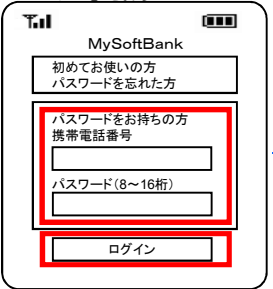 MySoftBank
初めてお使いの方
パスワードを忘れた方
パスワードをお持ちの方
携帯電話番号
パスワード(8～16桁)
ログイン